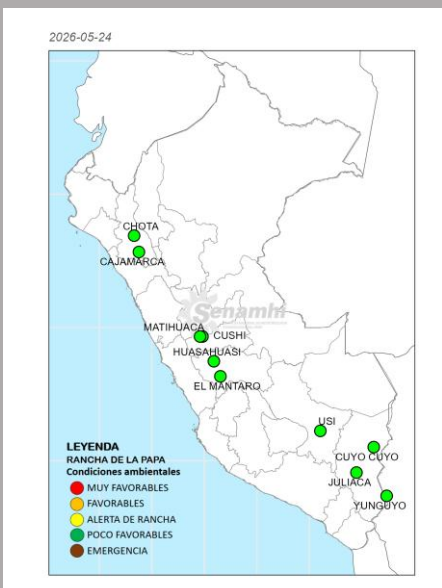 2026-05-24
CHOTA
CAJAMARCA
Senamhi
MATIHUACA
CUSHI
HUASAHUASI
EL MANTARO
USI
CUYO CUYO
JULIACA
YUNGUYO
LEYENDA
RANCHA DE LA PAPA
Condiciones ambientales
MUY FAVORABLES
FAVORABLES
ALERTA DE RANCHA
POCO FAVORABLES
EMERGENCIA